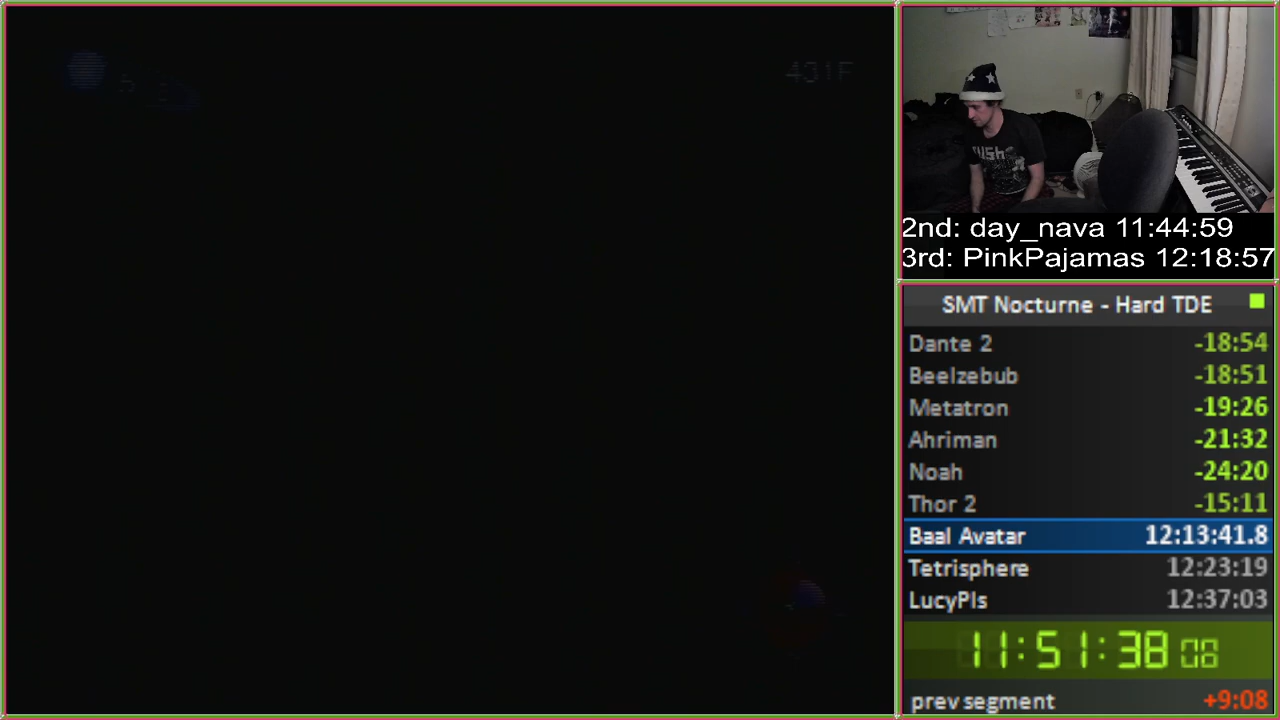 431F
2nd: day_nava 11:44:59
3rd: PinkPajamas 12:18:57
SMT Nocturne - Hard TDE
Dante 2 -18:54
Beelzebub -18:51
Metatron -19:26
Ahriman -21:32
Noah -24:20
Thor 2 -15:11
Baal Avatar 12:13:41.8
Tetrisphere 12:23:19
LucyPls 12:37:03
11:51:38 08
prev segment +9:08